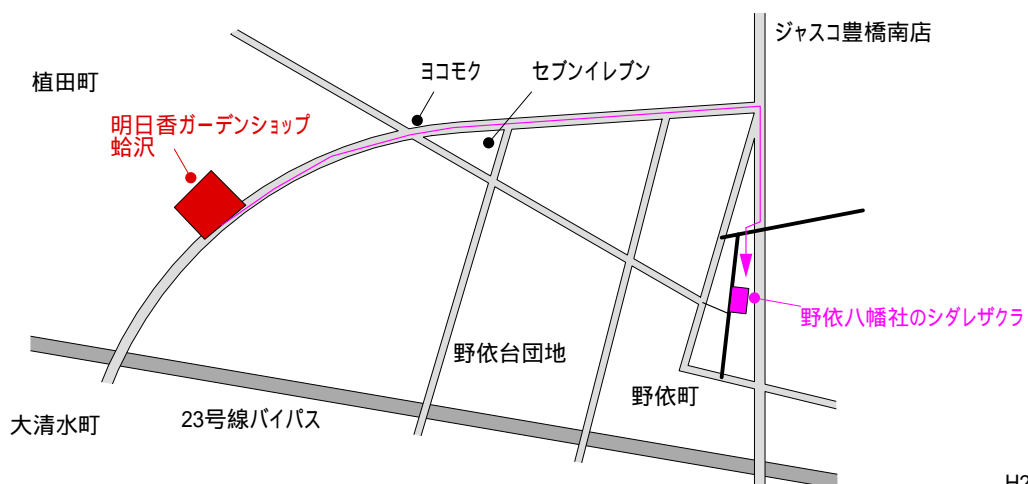 ジャスコ豊橋南店
ヨコモク
セブンイレブン
植田町
明日香ガーデンショップ
蛤沢
野依八幡社のシダレザクラ
野依台団地
野依町
23号線バイパス
大清水町